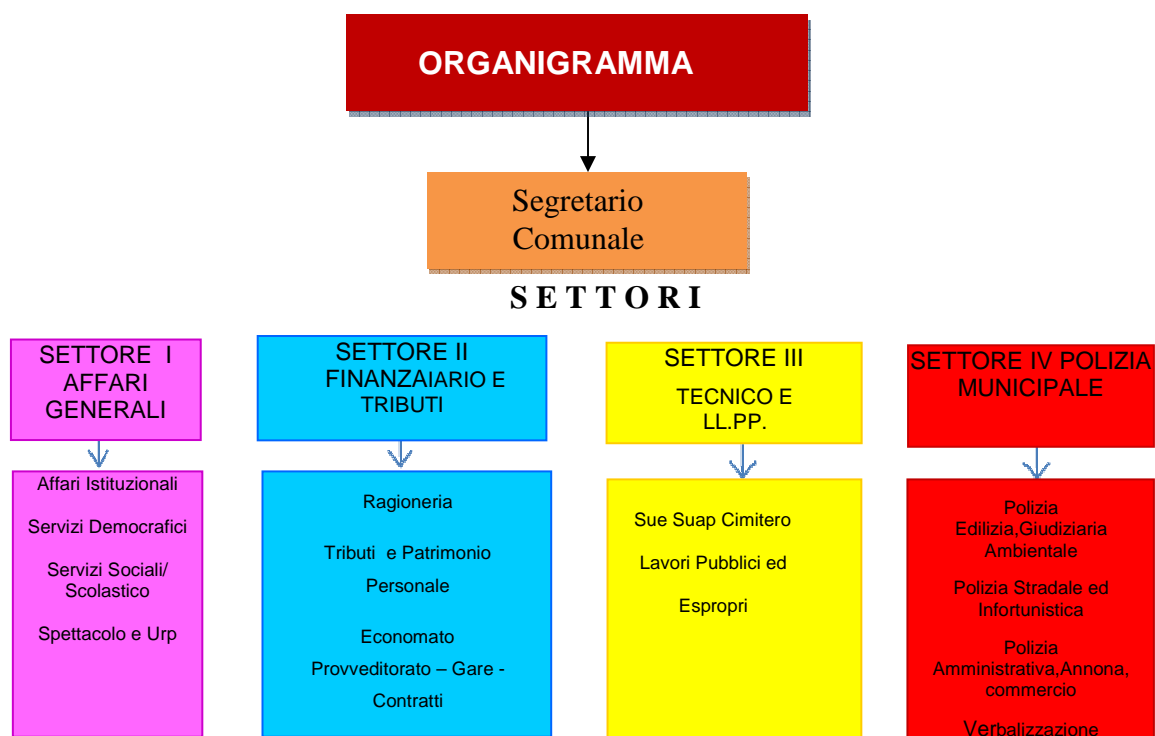 ORGANIGRAMMA
Segretario
Comunale
S E T T O R I
SETTORE I
AFFARI
GENERALI
Affari Istituzionali
Servizi Democrafici
Servizi Sociali/
Scolastico
Spettacolo e Urp
SETTORE II
FINANZAIARIO E
TRIBUTI
Ragioneria
Tributi e Patrimonio
Personale
Economato
Provveditorato – Gare -
Contratti
SETTORE III
TECNICO E
LL.PP.
Sue Suap Cimitero
Lavori Pubblici ed
Espropri
SETTORE IV POLIZIA
MUNICIPALE
Polizia
Edilizia,Giudiziaria
Ambientale
Polizia Stradale ed
Infortunistica
Polizia
Amministrativa,Annona,
commercio
Verbalizzazione